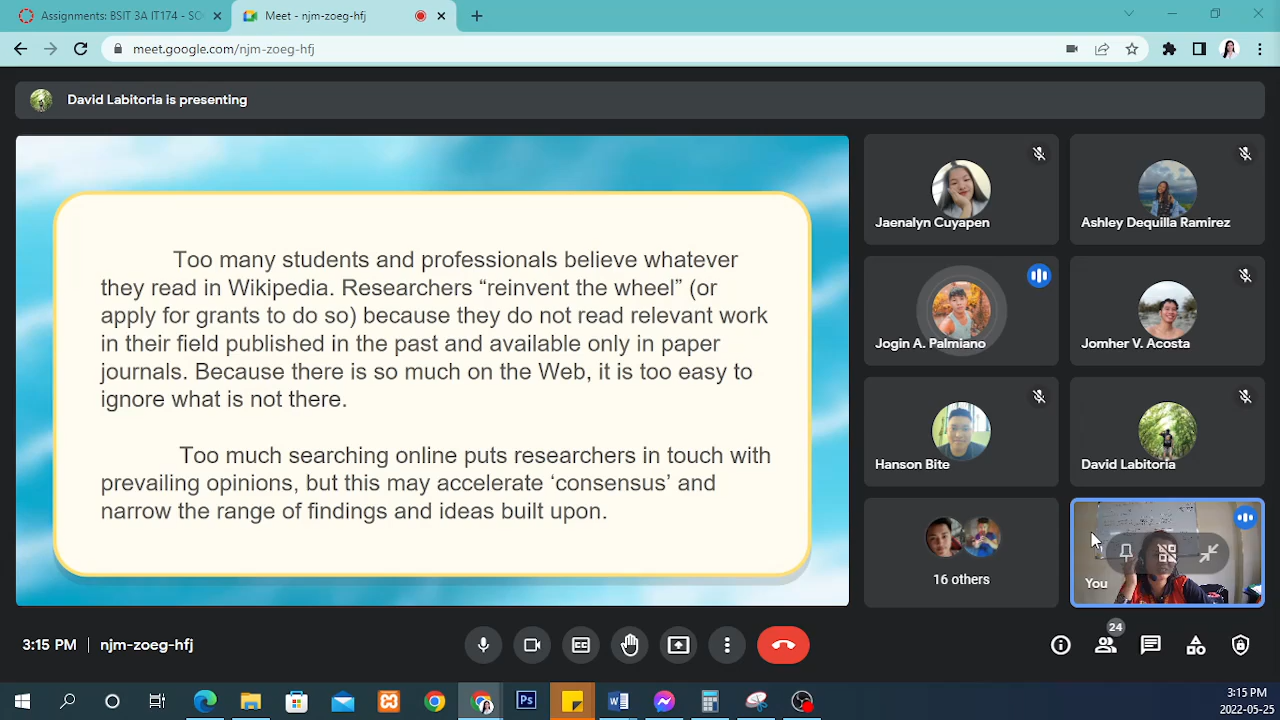 Assignments: BSIT 3A IT174 - SO
Meet - njm-zoeg-hfj
meet.google.com/njm-zoeg-hfj
David Labitoria is presenting
Too many students and professionals believe whatever
they read in Wikipedia. Researchers “reinvent the wheel” (or
apply for grants to do so) because they do not read relevant work
in their field published in the past and available only in paper
journals. Because there is so much on the Web, it is too easy to
ignore what is not there.
Too much searching online puts researchers in touch with
prevailing opinions, but this may accelerate ‘consensus’ and
narrow the range of findings and ideas built upon.
Jaenalyn Cuyapen
Ashley Dequilla Ramirez
Jogin A. Palmiano
Jomher V. Acosta
Hanson Bite
David Labitoria
16 others
You
3:15 PM | njm-zoeg-hfj
CC
24
Ps
W
3:15 PM
2022-05-25